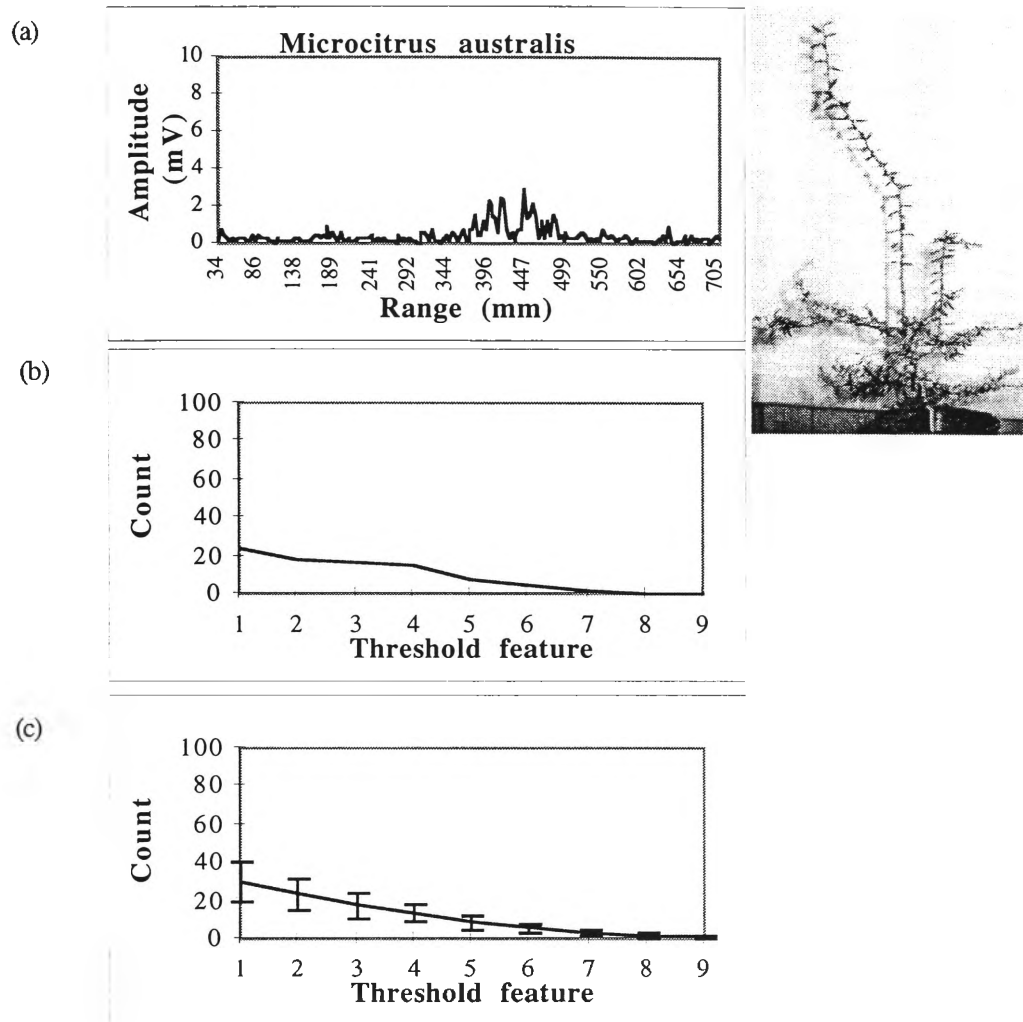 (a)
Microcitrus australis
10
8
6
4
2
0
Amplitude
(mV)
34 86 138 189 241 292 344 396 447 499 550 602 654 705
Range (mm)
(b)
100
80
60
40
20
0
Count
1 2 3 4 5 6 7 8 9
Threshold feature
(c)
100
80
60
40
20
0
Count
1 2 3 4 5 6 7 8 9
Threshold feature